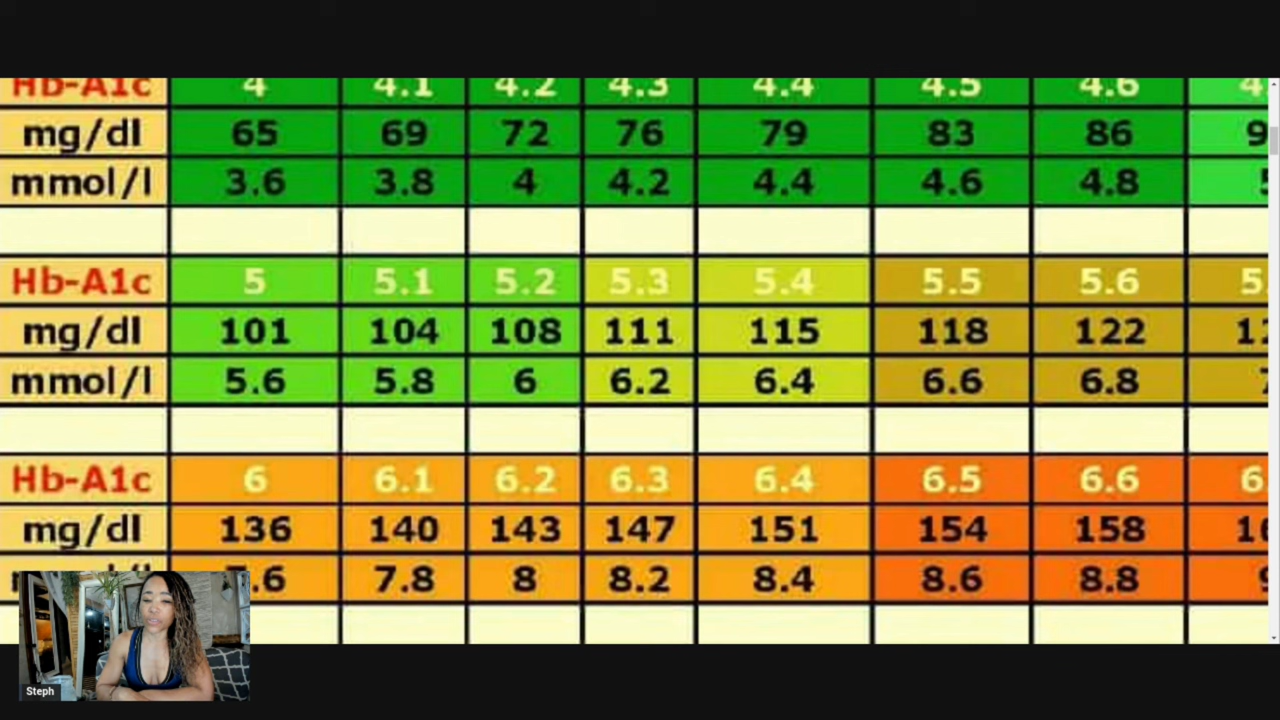 Hb-A1c 4 4.1 4.2 4.3 4.4 4.5 4.6
mg/dl 65 69 72 76 79 83 86
mmol/l 3.6 3.8 4 4.2 4.4 4.6 4.8
Hb-A1c 5 5.1 5.2 5.3 5.4 5.5 5.6
mg/dl 101 104 108 111 115 118 122
mmol/l 5.6 5.8 6 6.2 6.4 6.6 6.8
Hb-A1c 6 6.1 6.2 6.3 6.4 6.5 6.6
mg/dl 136 140 143 147 151 154 158
7.8 8 8.2 8.4 8.6 8.8
Steph